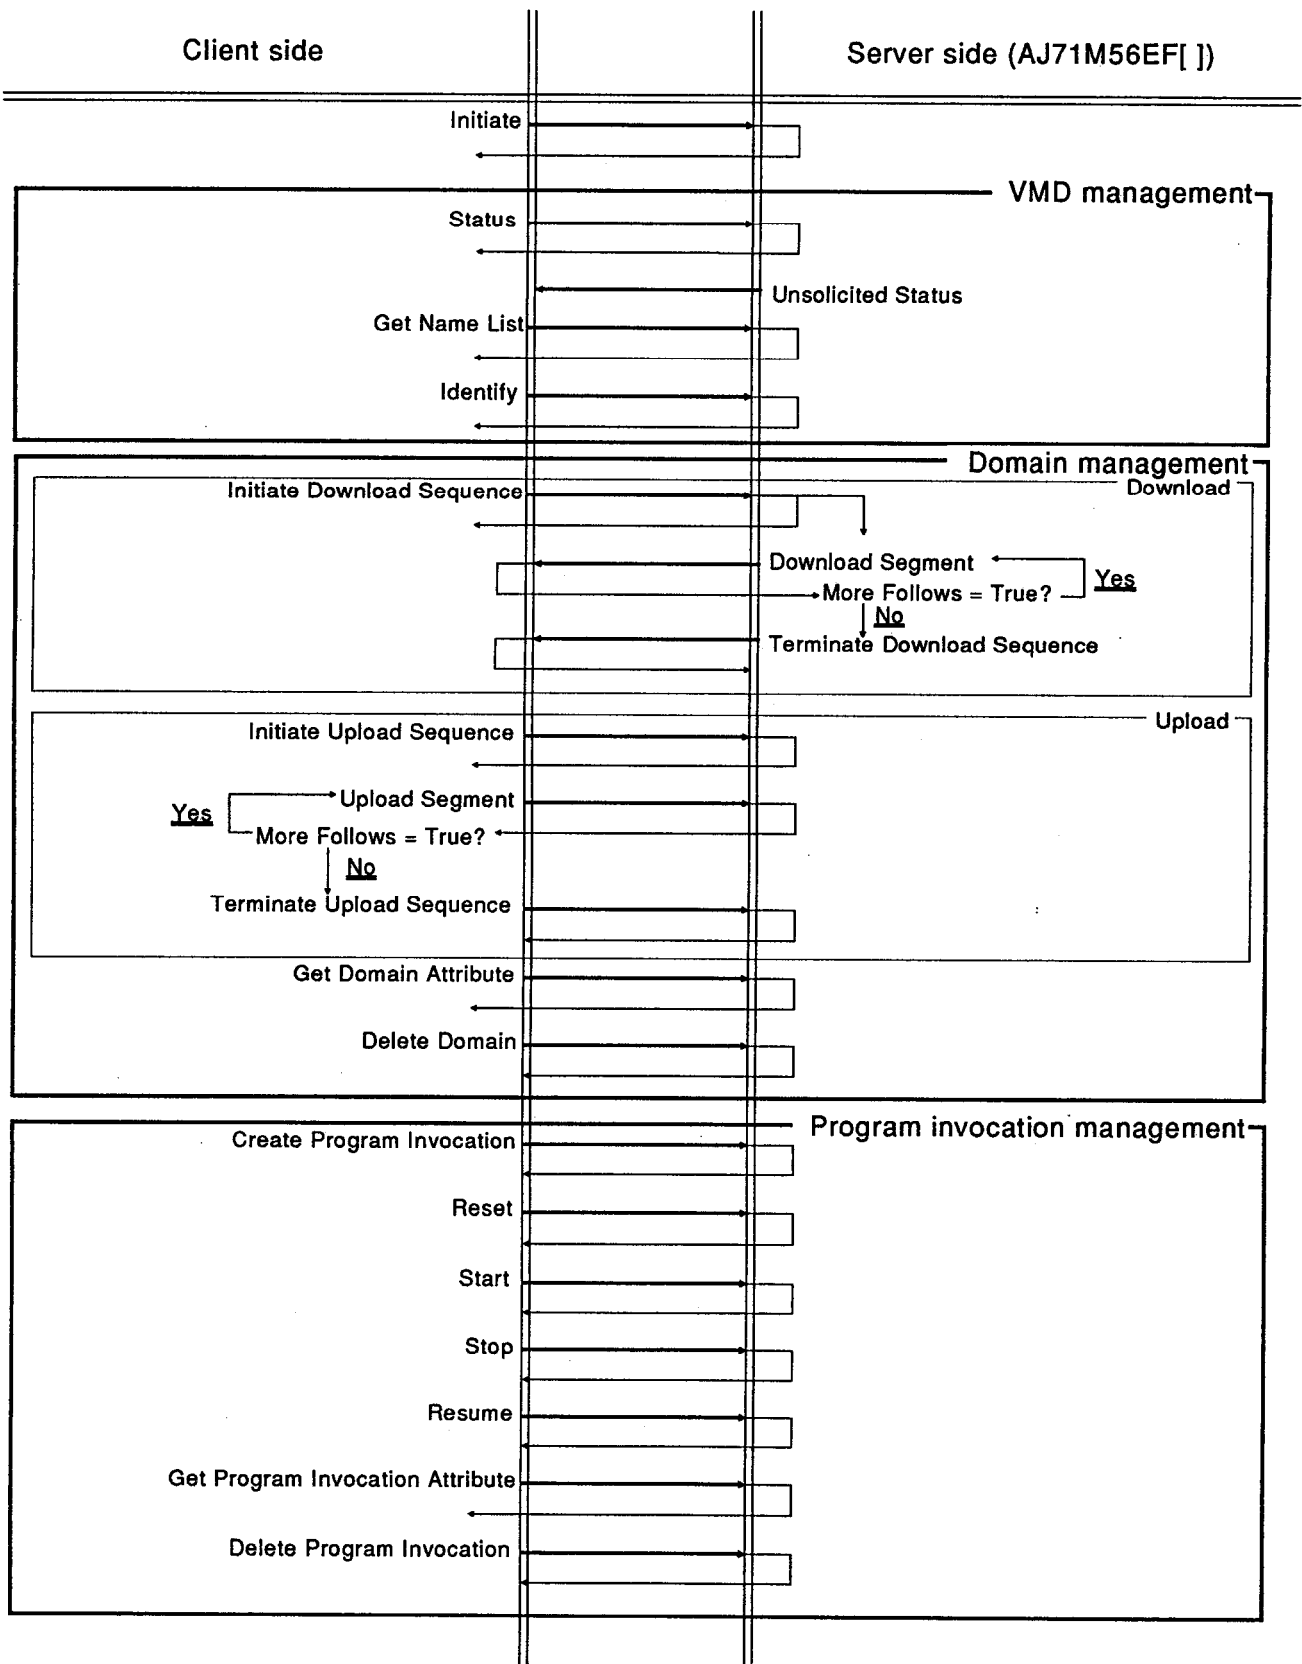 Client side
Server side (AJ71M56EF[ ])
Initiate
VMD management
Status
Unsolicited Status
Get Name List
Identify
Domain management
Download
Initiate Download Sequence
Download Segment
Yes
More Follows = True?
No
Terminate Download Sequence
Upload
Initiate Upload Sequence
Upload Segment
Yes
More Follows = True?
No
Terminate Upload Sequence
Get Domain Attribute
Delete Domain
Program invocation management
Create Program Invocation
Reset
Start
Stop
Resume
Get Program Invocation Attribute
Delete Program Invocation